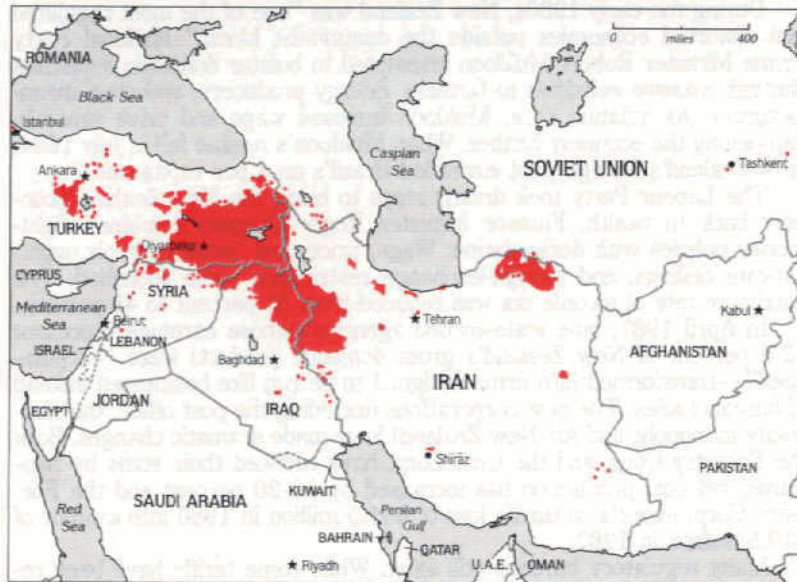 ROMANIA
0
miles
400
Black Sea
Istanbul
Caspian
Sea
SOVIET UNION
Tashkent
Ankara
TURKEY
Diyarbakir
CYPRUS
SYRIA
Mediterranean
Sea
Beirut
LEBANON
Tehran
Kabul
ISRAEL
Baghdad
AFGHANISTAN
IRAN
JORDAN
EGYPT
IRAQ
Shīrāz
PAKISTAN
SAUDI ARABIA
KUWAIT
Red
Sea
Persian
Gulf
BAHRAIN
QATAR
U.A.E.
OMAN
Riyadh